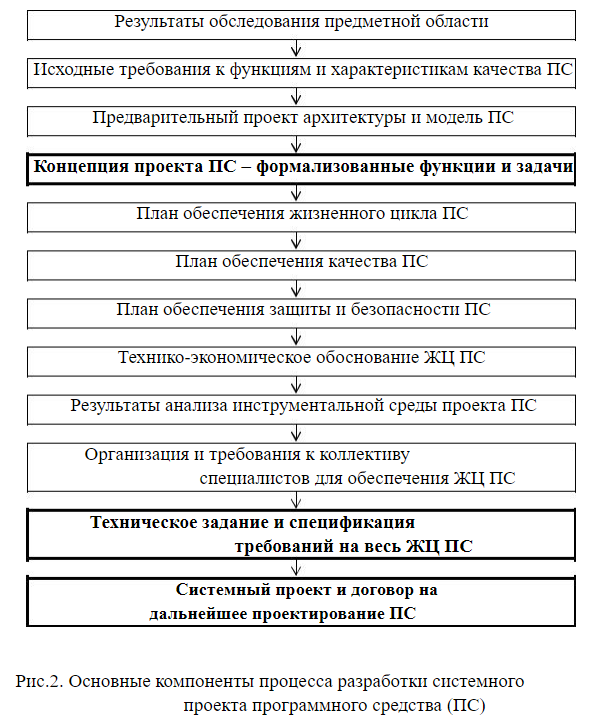 Результаты обследования предметной области
Исходные требования к функциям и характеристикам качества ПС
Предварительный проект архитектуры и модель ПС
Концепция проекта ПС – формализованные функции и задачи
План обеспечения жизненного цикла ПС
План обеспечения качества ПС
План обеспечения защиты и безопасности ПС
Технико-экономическое обоснование ЖЦ ПС
Результаты анализа инструментальной среды проекта ПС
Организация и требования к коллективу
специалистов для обеспечения ЖЦ ПС
Техническое задание и спецификация
требований на весь ЖЦ ПС
Системный проект и договор на
дальнейшее проектирование ПС
Рис.2. Основные компоненты процесса разработки системного
проекта программного средства (ПС)